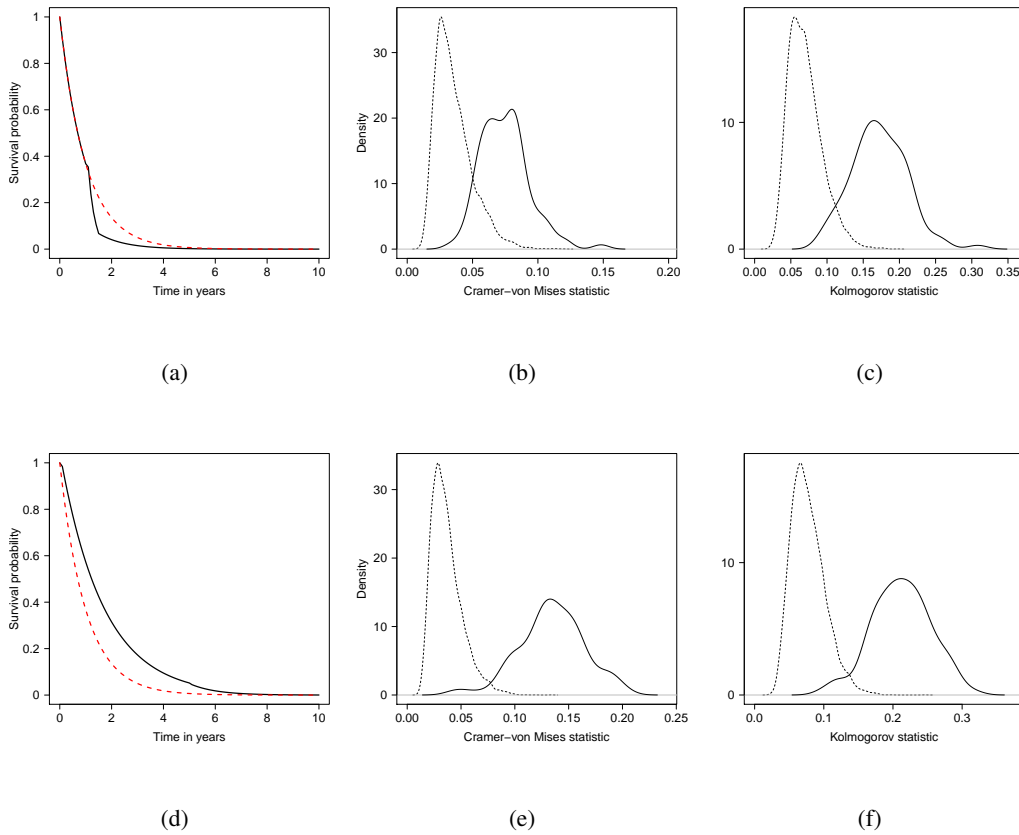 Survival probability
1
0.8
0.6
0.4
0.2
0
0 2 4 6 8 10
Time in years
(a)
Density
30
20
10
0
0.00 0.05 0.10 0.15 0.20
Cramer−von Mises statistic
(b)
10
0
0.00 0.05 0.10 0.15 0.20 0.25 0.30 0.35
Kolmogorov statistic
(c)
Survival probability
1
0.8
0.6
0.4
0.2
0
0 2 4 6 8 10
Time in years
(d)
Density
30
20
10
0
0.00 0.05 0.10 0.15 0.20 0.25
Cramer−von Mises statistic
(e)
10
0
0.0 0.1 0.2 0.3
Kolmogorov statistic
(f)